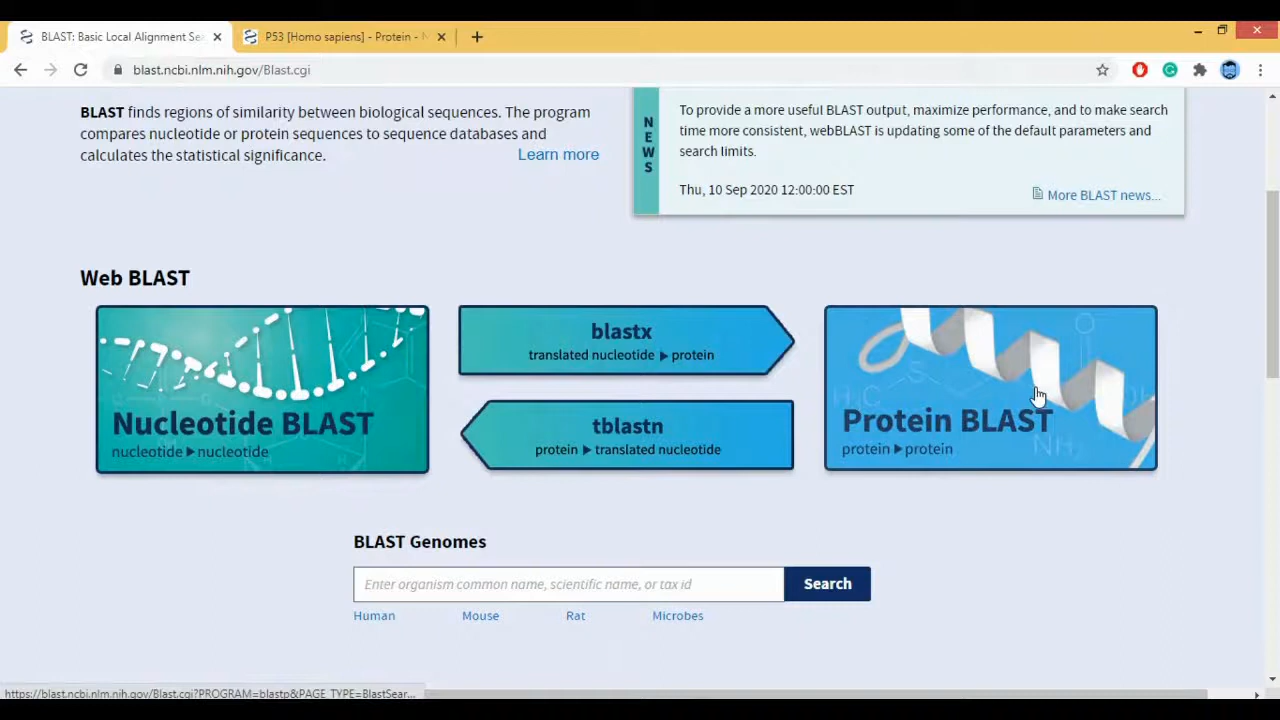 BLAST: Basic Local Alignment Sea
P53 [Homo sapiens] - Protein - N
blast.ncbi.nlm.nih.gov/Blast.cgi
BLAST finds regions of similarity between biological sequences. The program
compares nucleotide or protein sequences to sequence databases and
calculates the statistical significance.
Learn more
NEWS
To provide a more useful BLAST output, maximize performance, and to make search
time more consistent, webBLAST is updating some of the default parameters and
search limits.
Thu, 10 Sep 2020 12:00:00 EST
More BLAST news...
Web BLAST
Nucleotide BLAST
nucleotide ▶ nucleotide
blastx
translated nucleotide ▶ protein
tblastn
protein ▶ translated nucleotide
H₃C
S
O
OH
NH₂
Protein BLAST
protein ▶ protein
BLAST Genomes
Enter organism common name, scientific name, or tax id
Search
Human
Mouse
Rat
Microbes
https://blast.ncbi.nlm.nih.gov/Blast.cgi?PROGRAM=blastp&PAGE_TYPE=BlastSear...